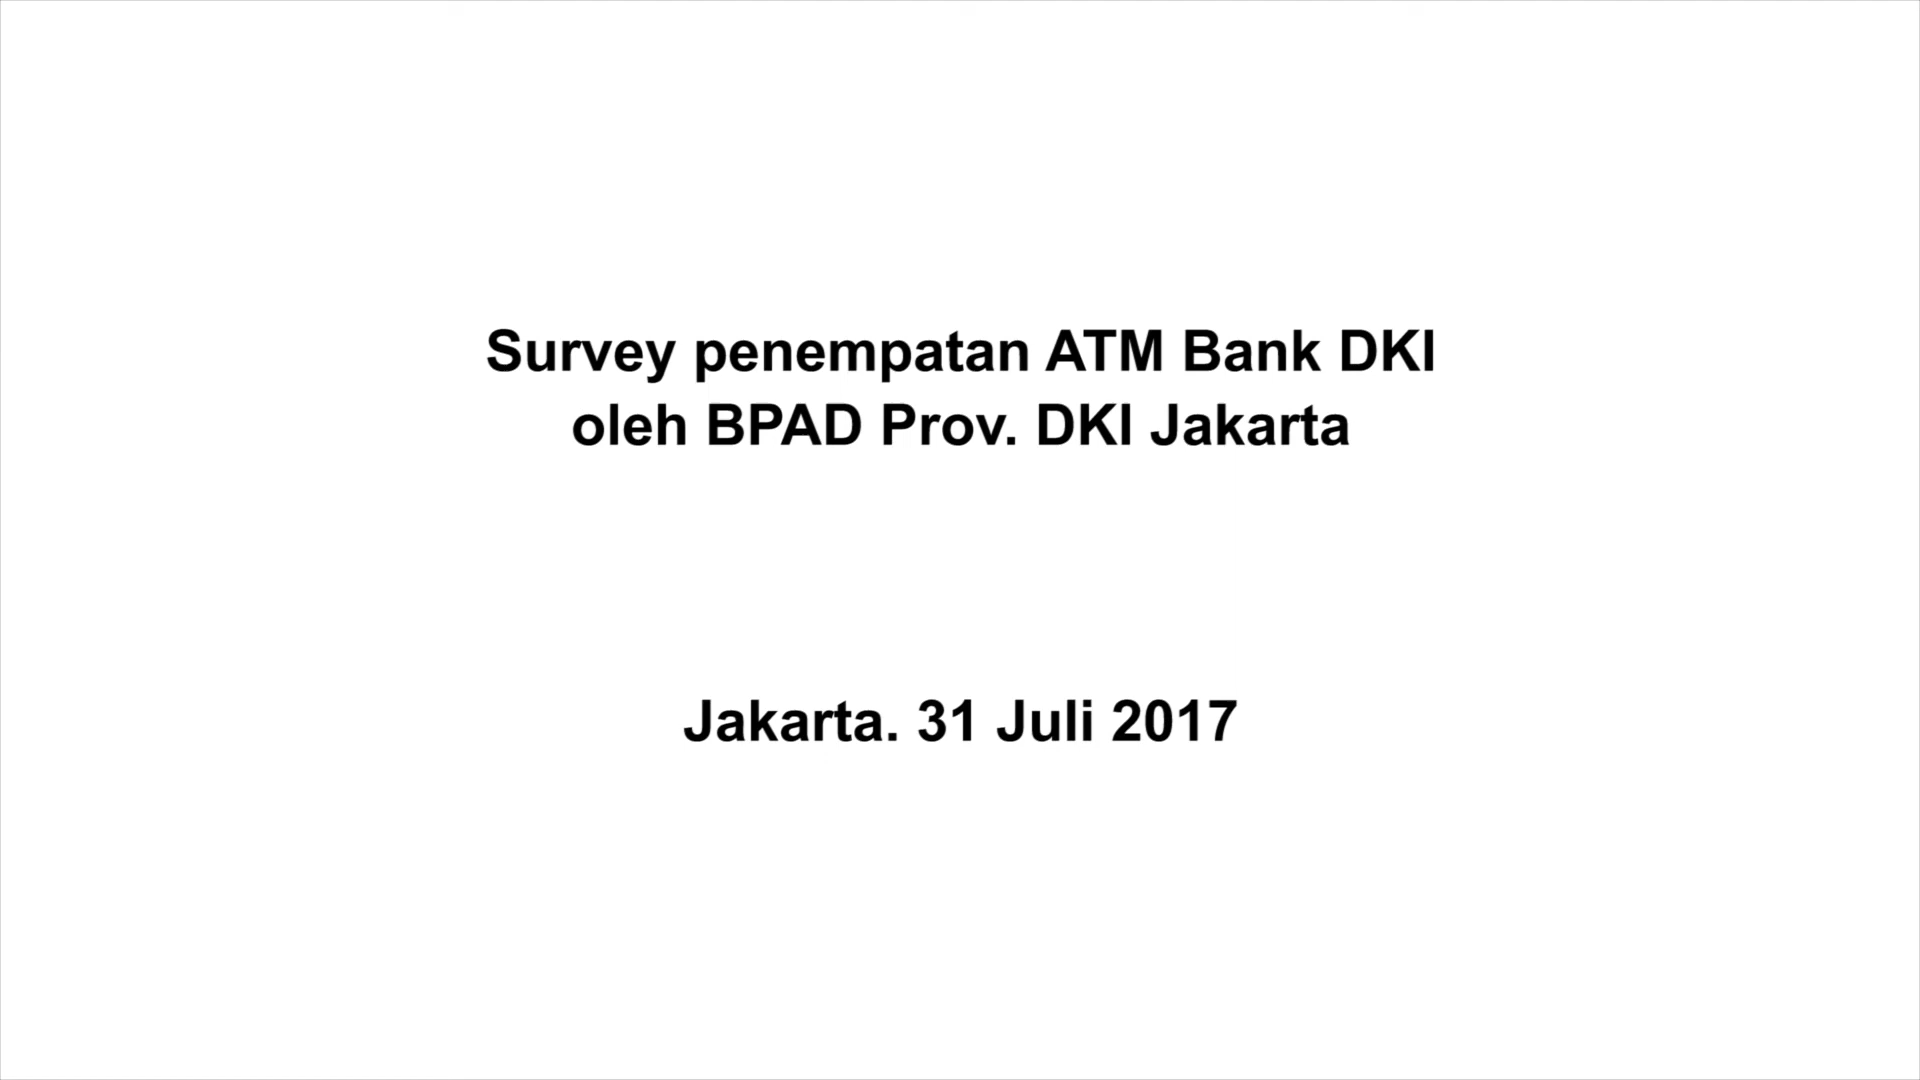 Survey penempatan ATM Bank DKI
oleh BPAD Prov. DKI Jakarta
Jakarta. 31 Juli 2017